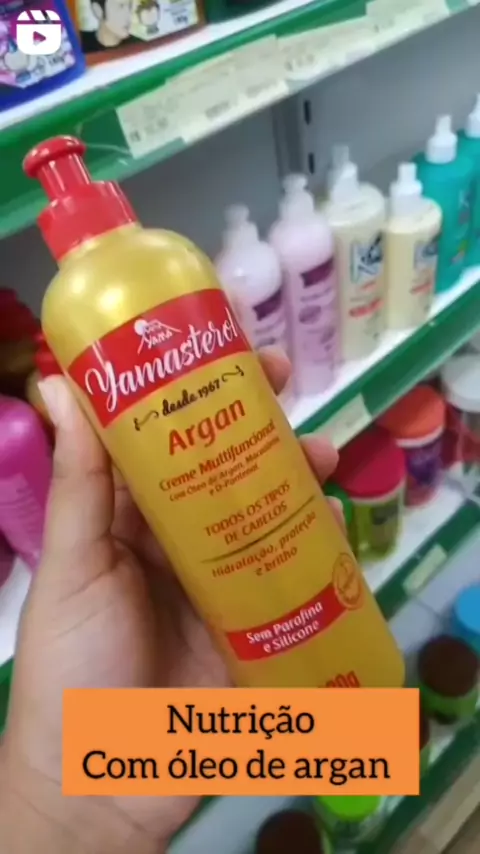 YAMÁ
Yamasterol
desde 1967
Argan
Creme Multifuncional
Com Óleo de Argan, Macadâmia
e D-Pantenol
TODOS OS TIPOS
DE CABELOS
Hidratação, proteção
e brilho
Sem Parafina
e Silicone
Nutrição
Com óleo de argan